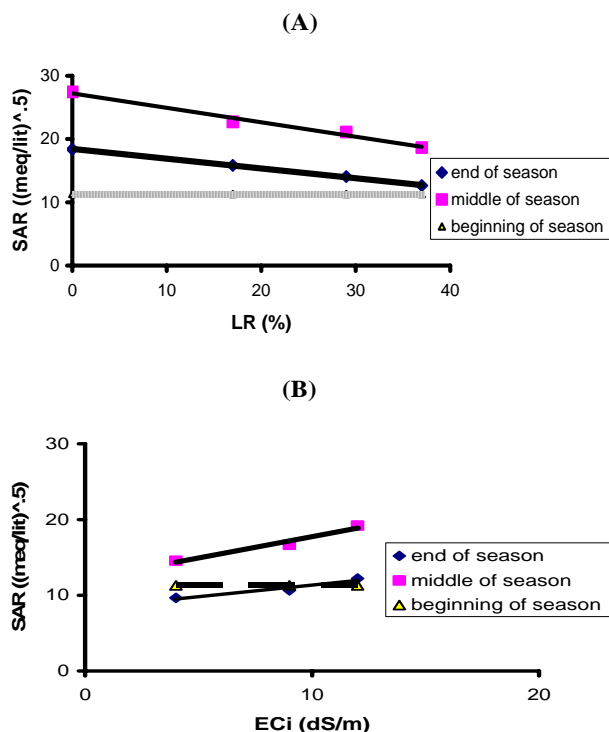 (A)
SAR ((meq/lit)^.5)
30
20
10
0
0 10 20 30 40
LR (%)
end of season
middle of season
beginning of season
(B)
SAR ((meq/lit)^.5)
30
20
10
0
0 10 20
ECi (dS/m)
end of season
middle of season
beginning of season